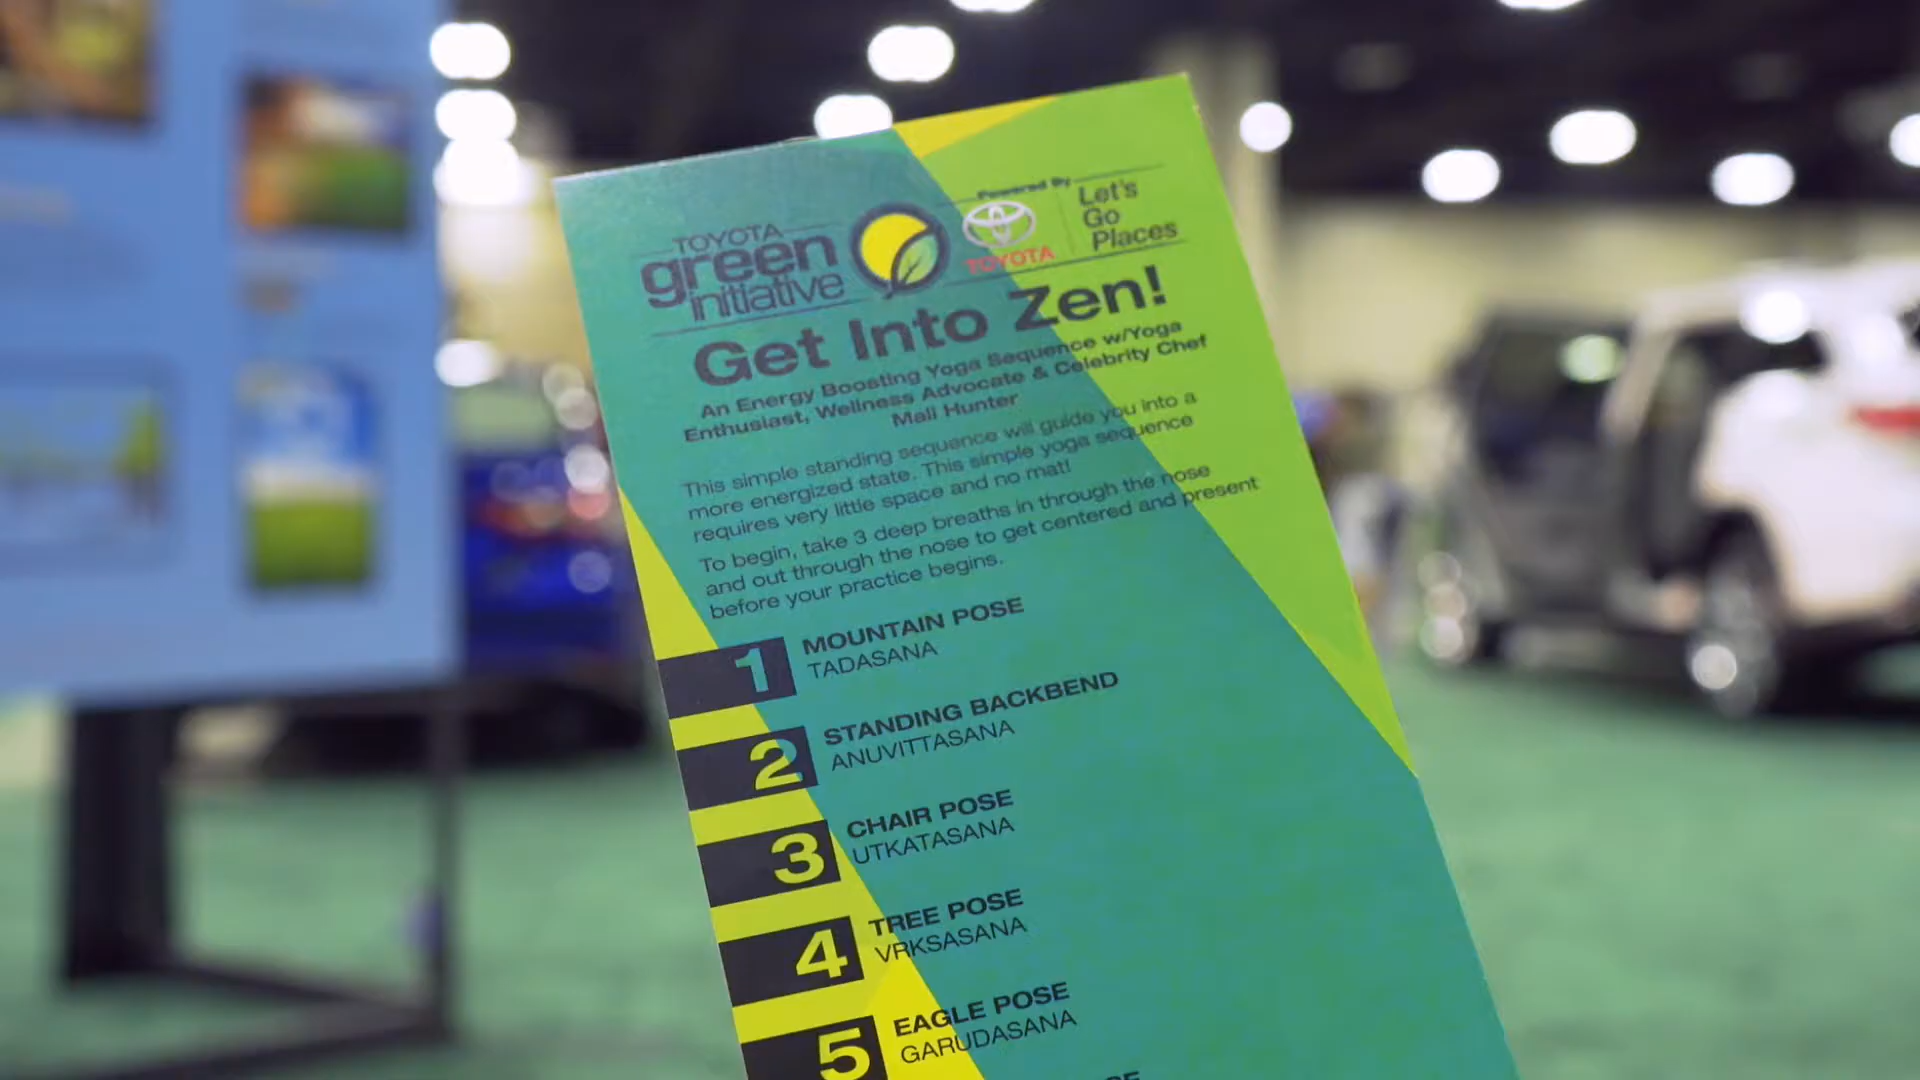 TOYOTA
green
initiative
Powered By
TOYOTA
Let's
Go
Places
Get Into Zen!
An Energy Boosting Yoga Sequence w/Yoga
Enthusiast, Wellness Advocate & Celebrity Chef
Mali Hunter
This simple standing sequence will guide you into a
more energized state. This simple yoga sequence
requires very little space and no mat!
To begin, take 3 deep breaths in through the nose
and out through the nose to get centered and present
before your practice begins.
1 MOUNTAIN POSE
TADASANA
2 STANDING BACKBEND
ANUVITTASANA
3 CHAIR POSE
UTKATASANA
4 TREE POSE
VRKSASANA
5 EAGLE POSE
GARUDASANA